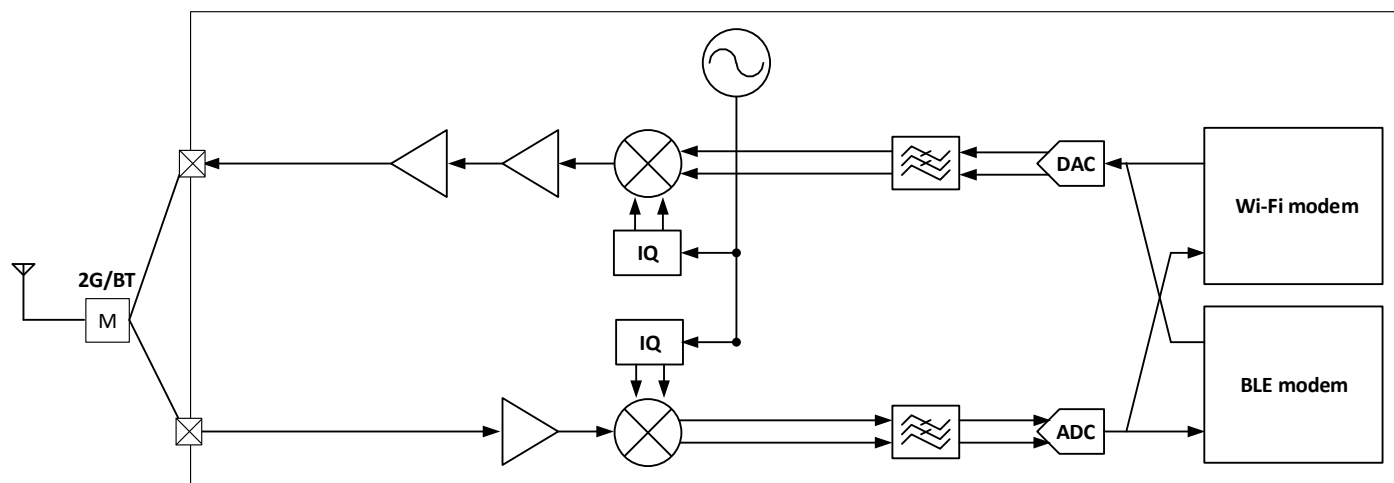 DAC
Wi-Fi modem
IQ
2G/BT
M
IQ
BLE modem
ADC